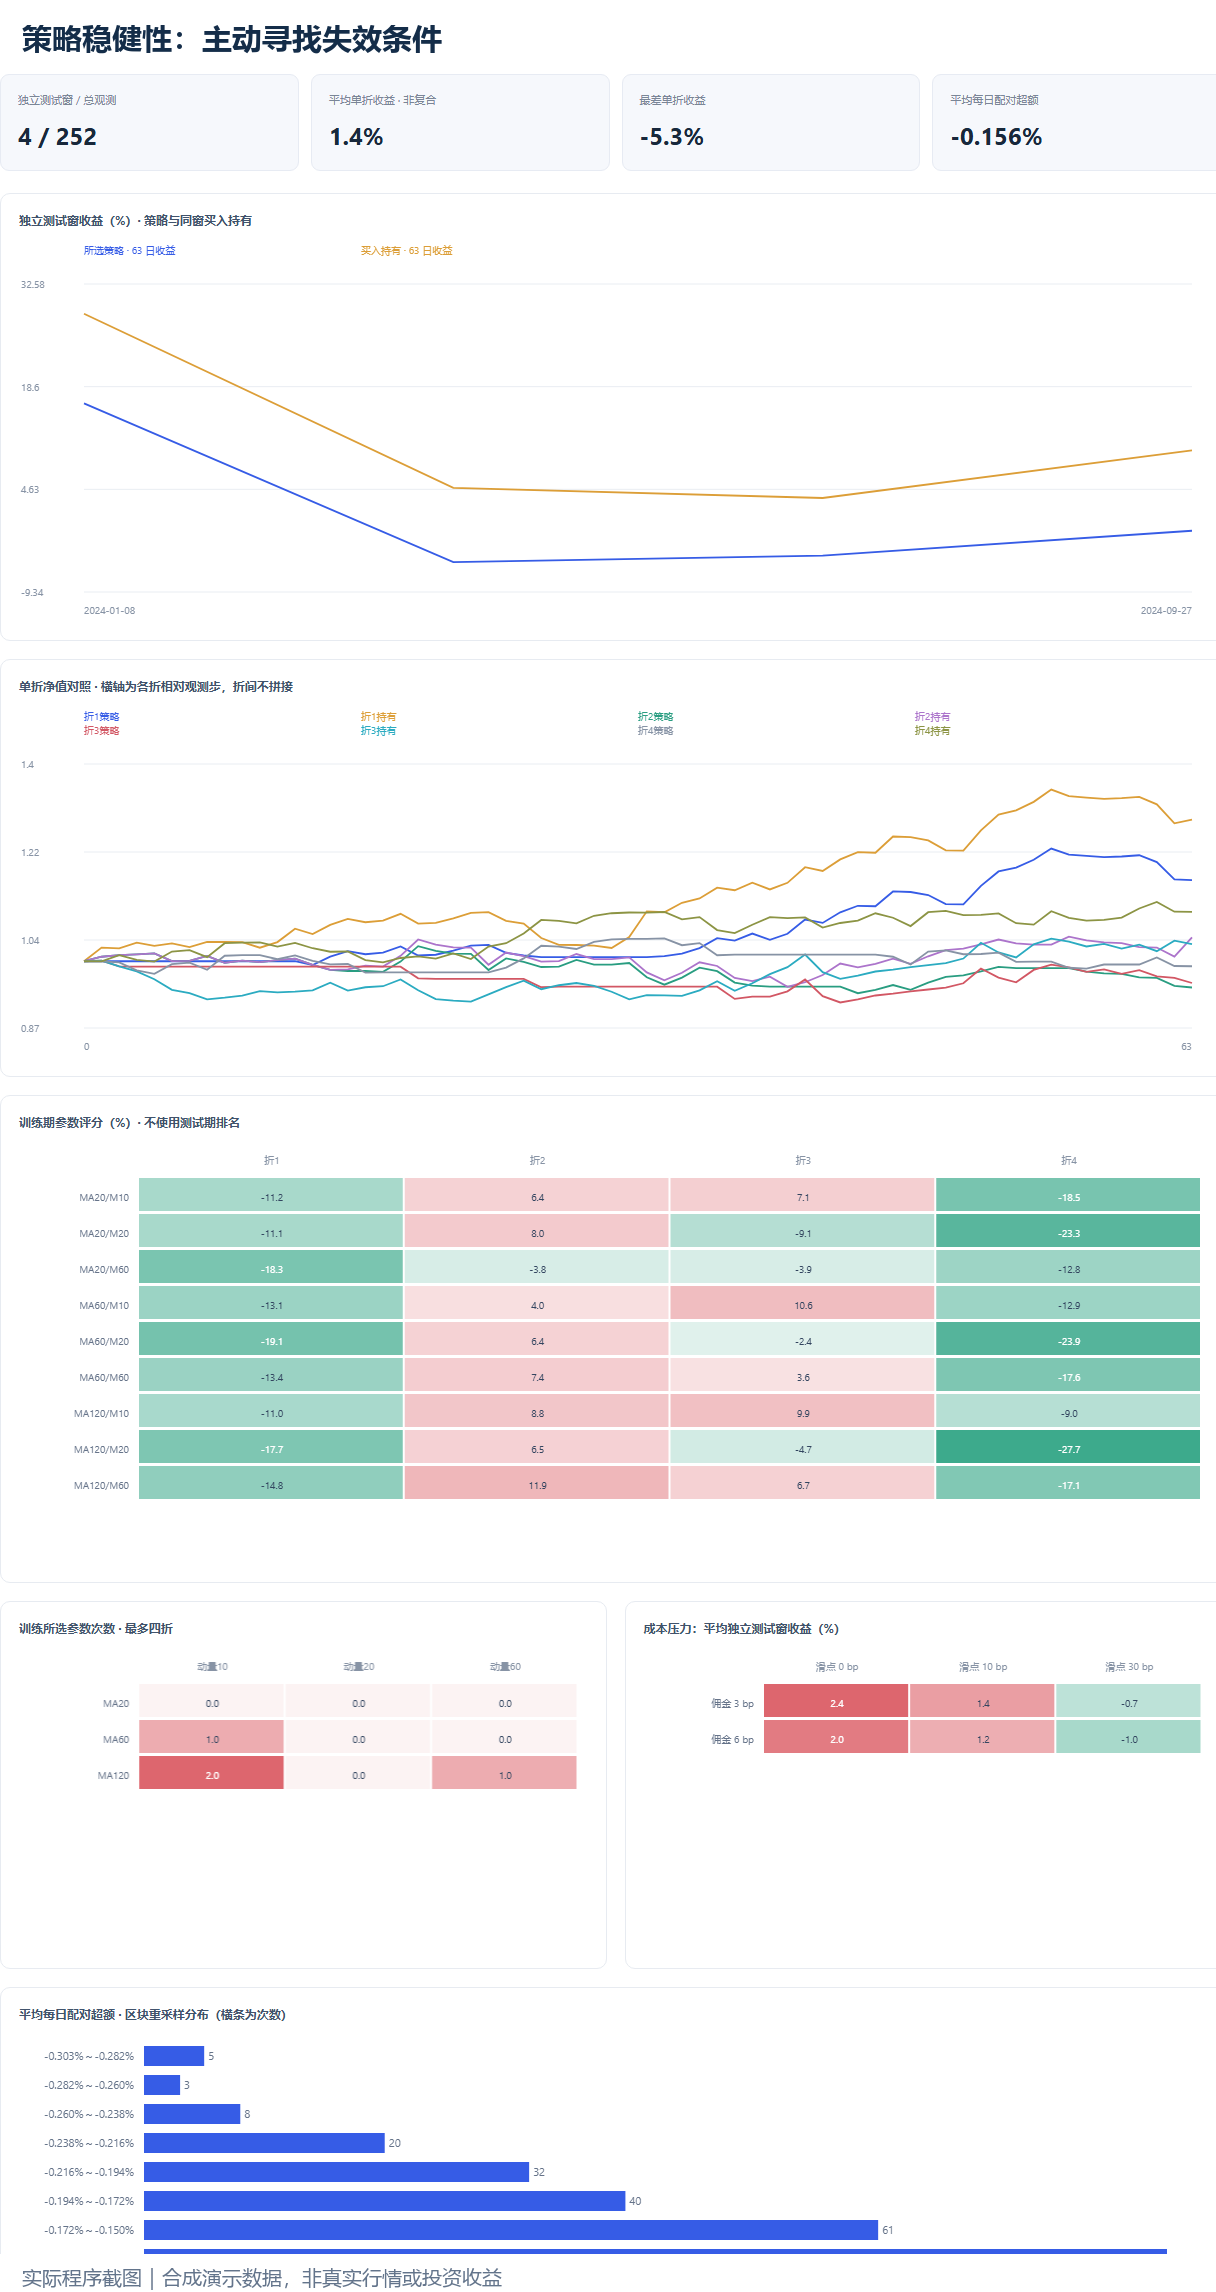 策略稳健性：主动寻找失效条件
独立测试窗 / 总观测
4 / 252
平均单折收益 · 非复合
1.4%
最差单折收益
-5.3%
平均每日配对超额
-0.156%
独立测试窗收益（%）· 策略与同窗买入持有
所选策略 · 63 日收益 买入持有 · 63 日收益
32.58
18.6
4.63
-9.34
2024-01-08 2024-09-27
单折净值对照 · 横轴为各折相对观测步，折间不拼接
折1策略 折1持有 折2策略 折2持有
折3策略 折3持有 折4策略 折4持有
1.4
1.22
1.04
0.87
0 63
训练期参数评分（%）· 不使用测试期排名
折1 折2 折3 折4
MA20/M10 -11.2 6.4 7.1 -18.5
MA20/M20 -11.1 8.0 -9.1 -23.3
MA20/M60 -18.3 -3.8 -3.9 -12.8
MA60/M10 -13.1 4.0 10.6 -12.9
MA60/M20 -19.1 6.4 -2.4 -23.9
MA60/M60 -13.4 7.4 3.6 -17.6
MA120/M10 -11.0 8.8 9.9 -9.0
MA120/M20 -17.7 6.5 -4.7 -27.7
MA120/M60 -14.8 11.9 6.7 -17.1
训练所选参数次数 · 最多四折
动量10 动量20 动量60
MA20 0.0 0.0 0.0
MA60 1.0 0.0 0.0
MA120 2.0 0.0 1.0
成本压力：平均独立测试窗收益（%）
滑点 0 bp 滑点 10 bp 滑点 30 bp
佣金 3 bp 2.4 1.4 -0.7
佣金 6 bp 2.0 1.2 -1.0
平均每日配对超额 · 区块重采样分布（横条为次数）
-0.303%～-0.282% 5
-0.282%～-0.260% 3
-0.260%～-0.238% 8
-0.238%～-0.216% 20
-0.216%～-0.194% 32
-0.194%～-0.172% 40
-0.172%～-0.150% 61
实际程序截图｜合成演示数据，非真实行情或投资收益